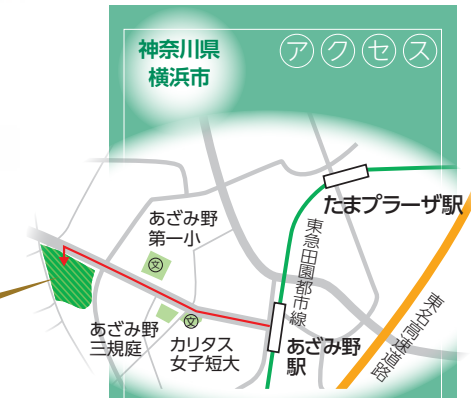 神奈川県
横浜市
アクセス
たまプラーザ駅
あざみ野
第一小
文
東急田園都市線
東名高速道路
あざみ野
三規庭
文
カリタス
女子短大
あざみ野
駅